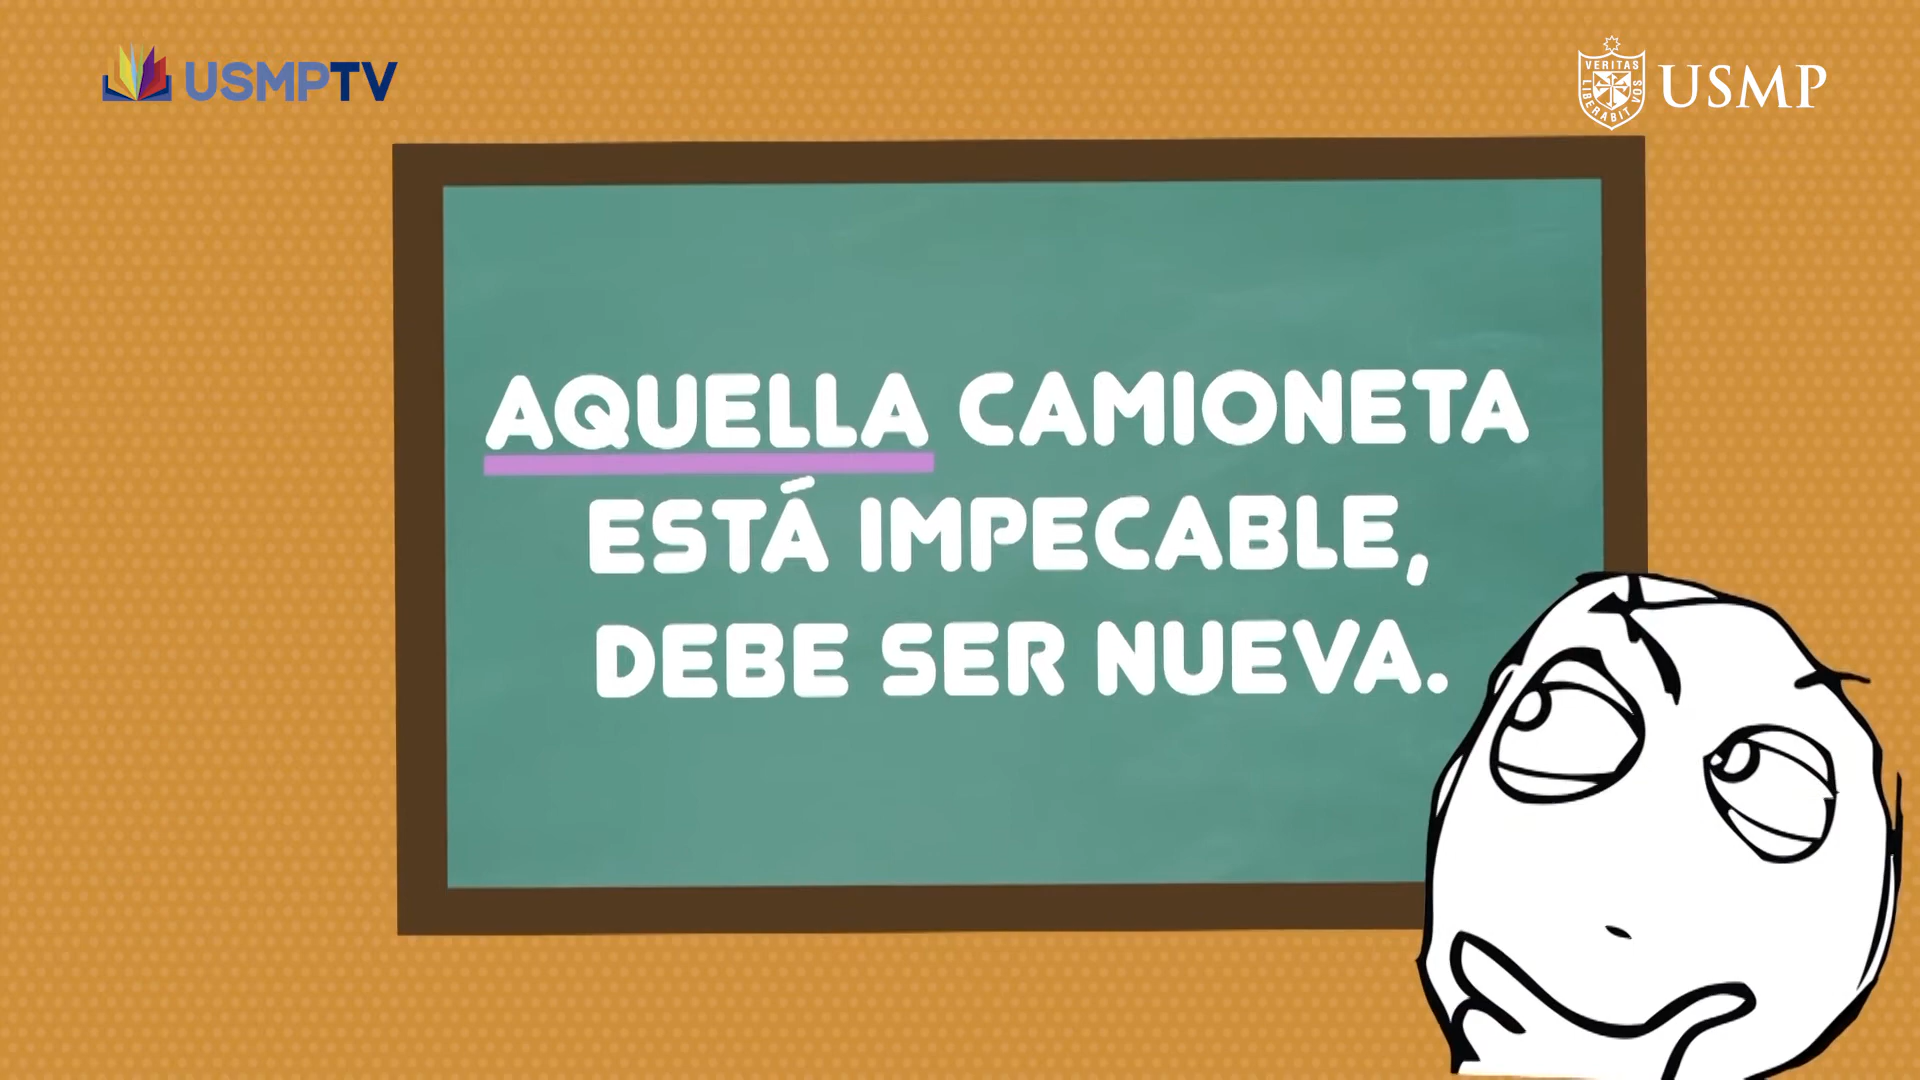 USMPTV
VERITAS
LIBERABIT VOS
USMP
AQUELLA CAMIONETA
ESTÁ IMPECABLE,
DEBE SER NUEVA.